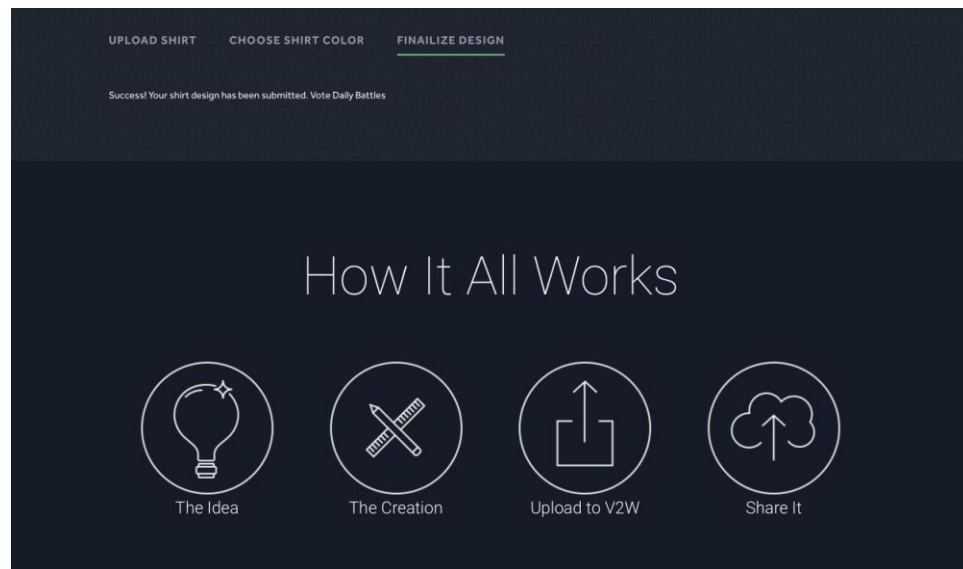 UPLOAD SHIRT CHOOSE SHIRT COLOR FINAILIZE DESIGN
Success! Your shirt design has been submitted. Vote Daily Battles
How It All Works
The Idea The Creation Upload to V2W Share It